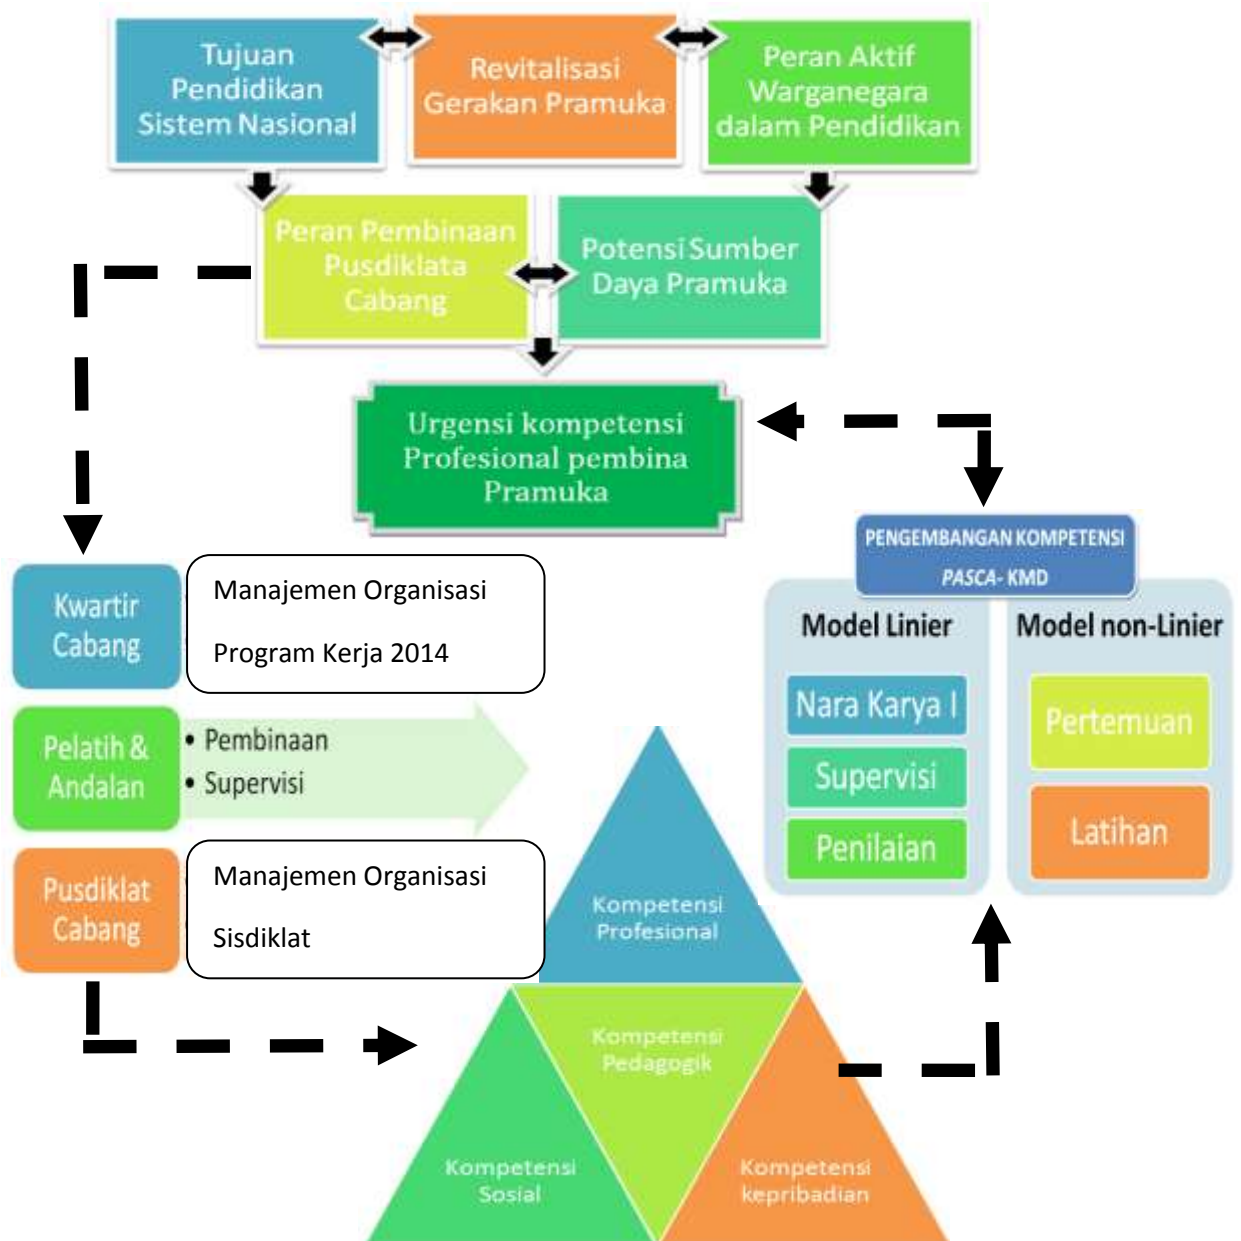 Tujuan
Pendidikan
Sistem Nasional
Revitalisasi
Gerakan Pramuka
Peran Aktif
Warganegara
dalam Pendidikan
Peran Pembinaan
Pusdiklata
Cabang
Potensi Sumber
Daya Pramuka
Urgensi kompetensi
Profesional pembina
Pramuka
Kwartir
Cabang
Manajemen Organisasi
Program Kerja 2014
Pelatih &
Andalan
• Pembinaan
• Supervisi
Pusdiklat
Cabang
Manajemen Organisasi
Sisdiklat
Kompetensi
Profesional
Kompetensi
Pedagogik
Kompetensi
Sosial
Kompetensi
kepribadian
PENGEMBANGAN KOMPETENSI
PASCA- KMD
Model Linier
Nara Karya I
Supervisi
Penilaian
Model non-Linier
Pertemuan
Latihan